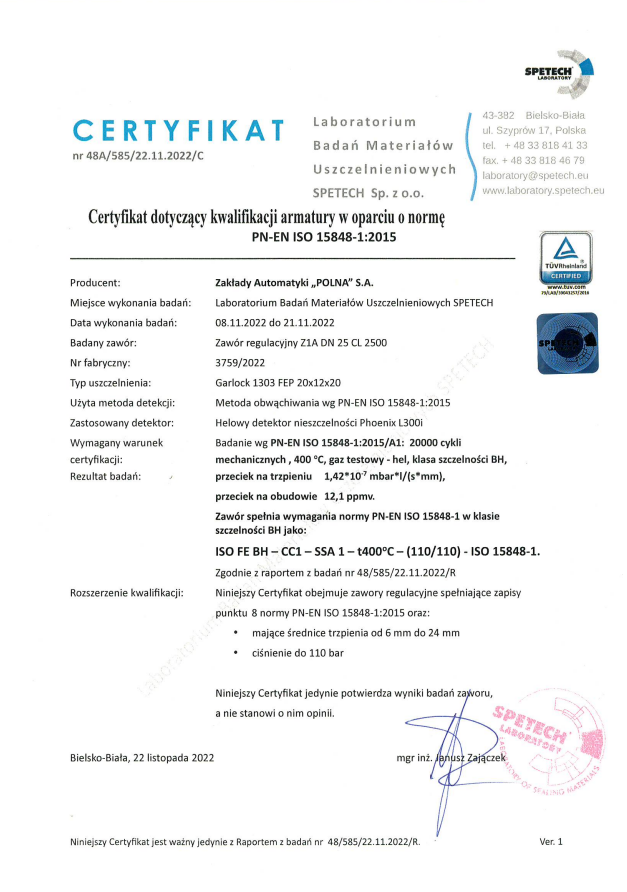 SPETECH
LABORATORY
CERTYFIKAT
nr 48A/585/22.11.2022/C
Laboratorium
Badań Materiałów
Uszczelnieniowych
SPETECH Sp. z o.o.
43-382 Bielsko-Biała
ul. Szyprów 17, Polska
tel. + 48 33 818 41 33
fax. + 48 33 818 46 79
laboratory@spetech.eu
www.laboratory.spetech.eu
Certyfikat dotyczący kwalifikacji armatury w oparciu o normę
PN-EN ISO 15848-1:2015
TÜVRheinland
CERTIFIED
www.tuv.com
SPETECH
Producent: Zakłady Automatyki „POLNA” S.A.
Miejsce wykonania badań: Laboratorium Badań Materiałów Uszczelnieniowych SPETECH
Data wykonania badań: 08.11.2022 do 21.11.2022
Badany zawór: Zawór regulacyjny Z1A DN 25 CL 2500
Nr fabryczny: 3759/2022
Typ uszczelnienia: Garlock 1303 FEP 20x12x20
Użyta metoda detekcji: Metoda obwąchiwania wg PN-EN ISO 15848-1:2015
Zastosowany detektor: Helowy detektor nieszczelności Phoenix L300i
Wymagany warunek Badanie wg PN-EN ISO 15848-1:2015/A1: 20000 cykli
certyfikacji: mechanicznych , 400 °C, gaz testowy - hel, klasa szczelności BH,
Rezultat badań: przeciek na trzpieniu 1,42*10⁻⁷ mbar*l/(s*mm),
przeciek na obudowie 12,1 ppmv.
Zawór spełnia wymagania normy PN-EN ISO 15848-1 w klasie
szczelności BH jako:
ISO FE BH – CC1 – SSA 1 – t400°C – (110/110) - ISO 15848-1.
Zgodnie z raportem z badań nr 48/585/22.11.2022/R
Rozszerzenie kwalifikacji: Niniejszy Certyfikat obejmuje zawory regulacyjne spełniające zapisy
punktu 8 normy PN-EN ISO 15848-1:2015 oraz:
• mające średnice trzpienia od 6 mm do 24 mm
• ciśnienie do 110 bar
Niniejszy Certyfikat jedynie potwierdza wyniki badań zaworu,
a nie stanowi o nim opinii.
SPETECH
LABORATORY
LABORATORY OF SEALING MATERIALS
Bielsko-Biała, 22 listopada 2022 mgr inż. Janusz Zajączek
Niniejszy Certyfikat jest ważny jedynie z Raportem z badań nr 48/585/22.11.2022/R. Ver. 1